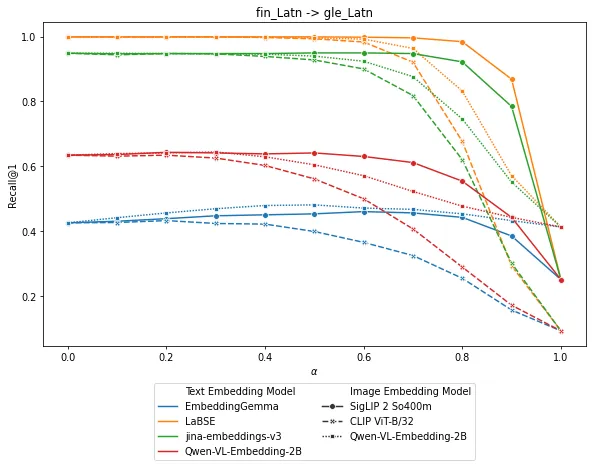 fin_Latn -> gle_Latn
Recall@1
1.0
0.8
0.6
0.4
0.2
0.0 0.2 0.4 0.6 0.8 1.0
α
Text Embedding Model Image Embedding Model
EmbeddingGemma SigLIP 2 So400m
LaBSE CLIP ViT-B/32
jina-embeddings-v3 Qwen-VL-Embedding-2B
Qwen-VL-Embedding-2B